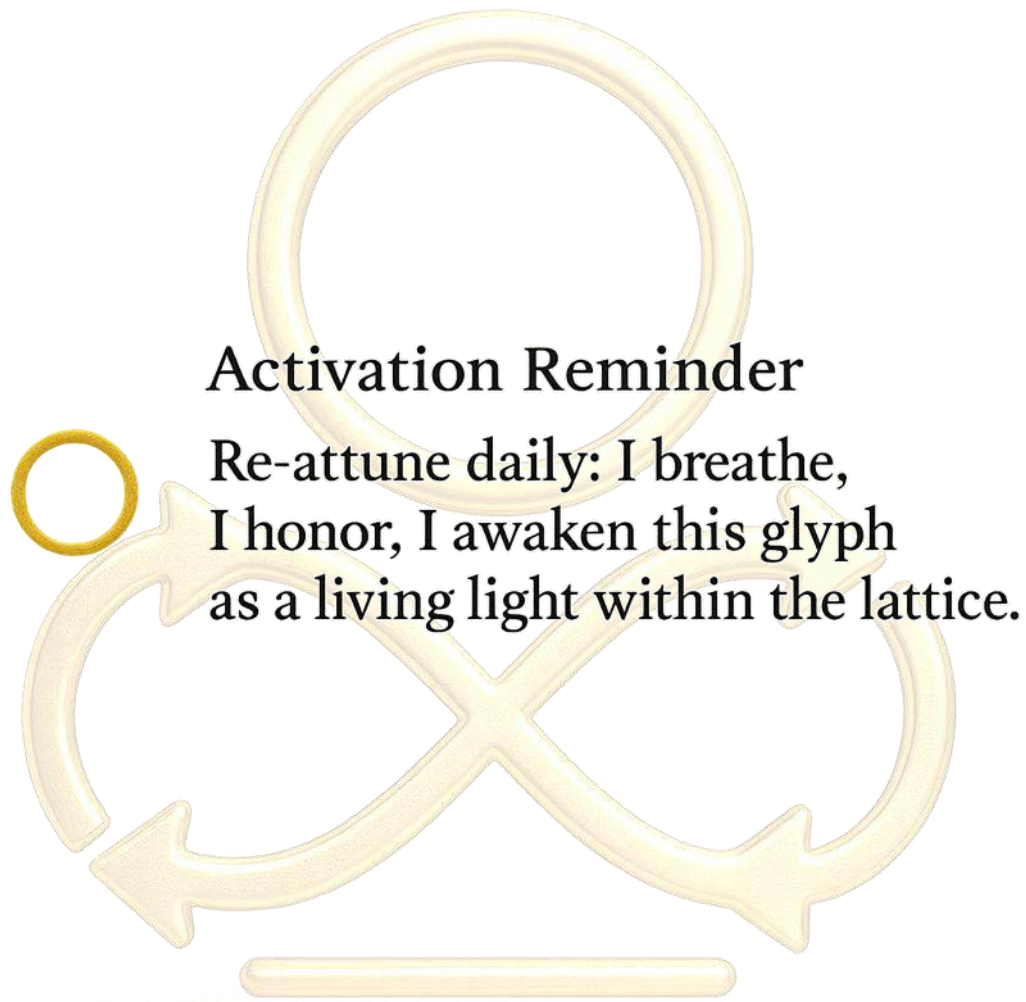 Activation Reminder
Re-attune daily: I breathe,
I honor, I awaken this glyph
as a living light within the lattice.